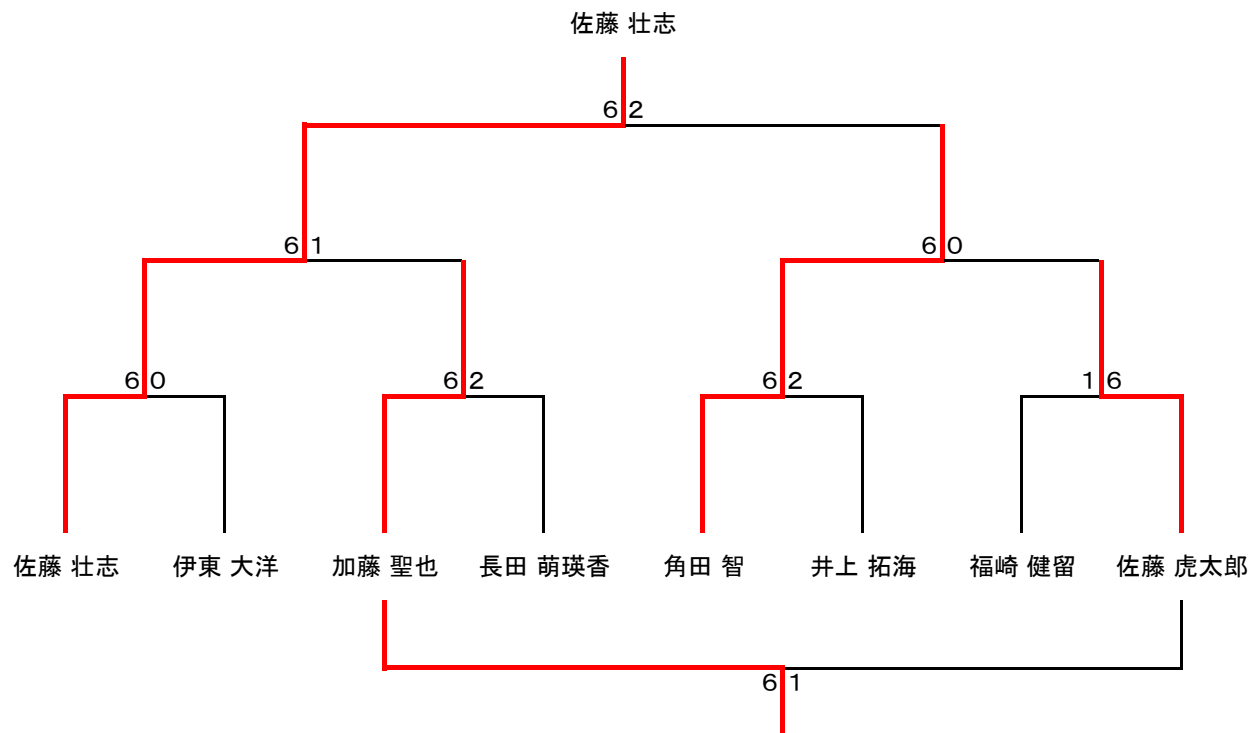 佐藤 壮志
6 2
6 1 6 0
6 0 6 2 6 2 1 6
佐藤 壮志 伊東 大洋 加藤 聖也 長田 萌瑛香 角田 智 井上 拓海 福崎 健留 佐藤 虎太郎
6 1